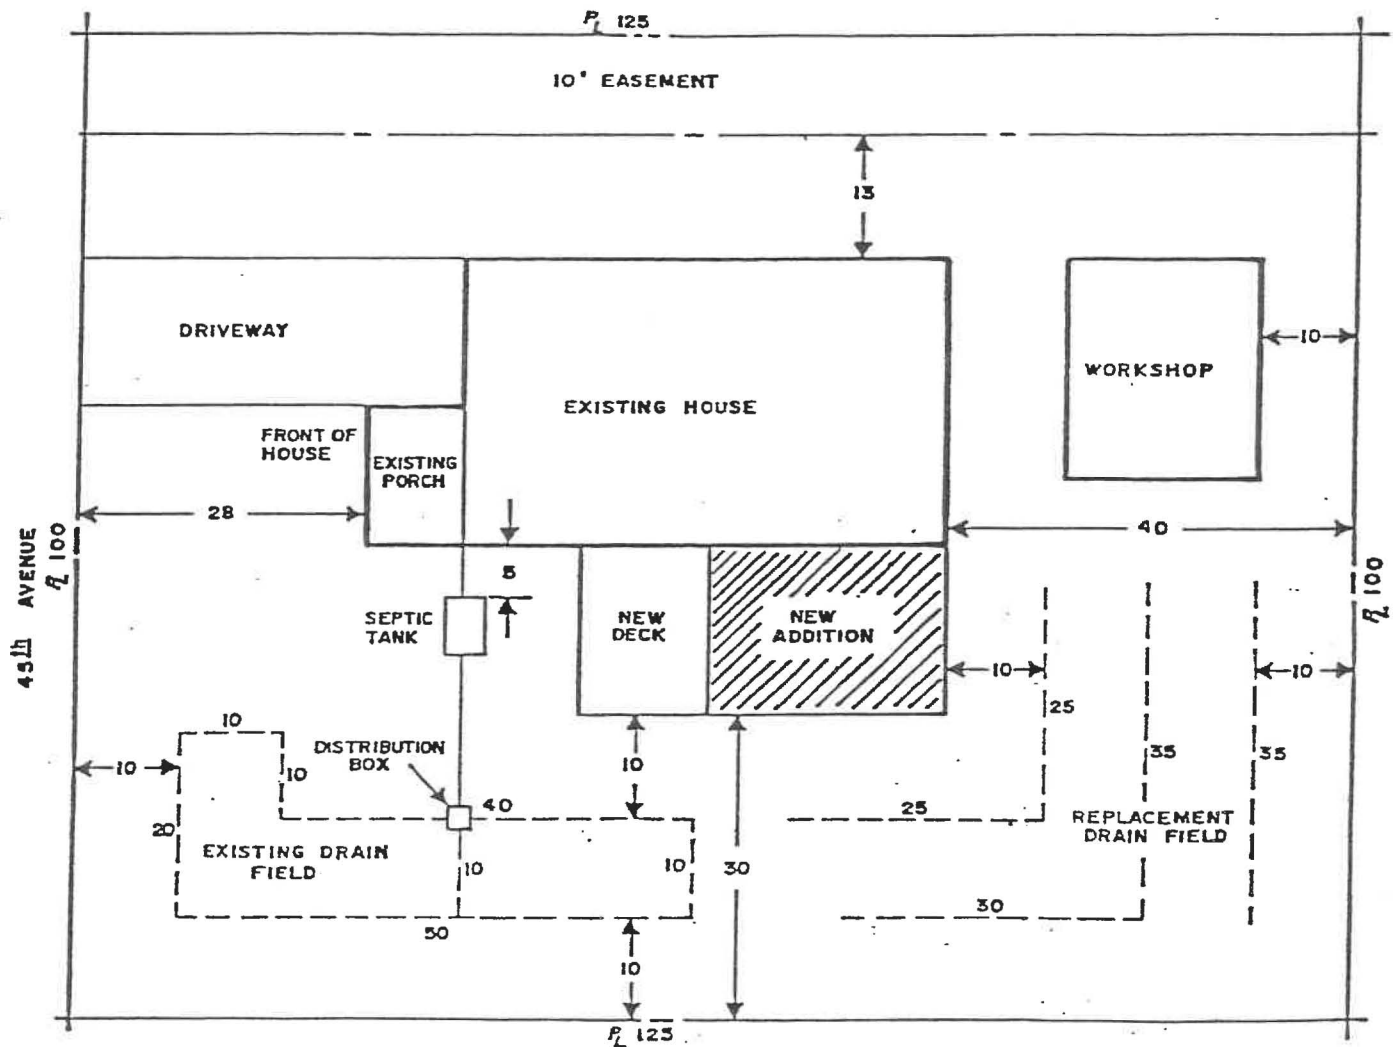 PL 125
10' EASEMENT
13
DRIVEWAY
10
WORKSHOP
EXISTING HOUSE
FRONT OF
HOUSE
EXISTING
PORCH
28
40
45th AVENUE
PL 100
PL 100
5
SEPTIC
TANK
NEW
DECK
NEW
ADDITION
10
10
25
10
DISTRIBUTION
BOX
10
10
10
35
35
40
25
20
EXISTING DRAIN
FIELD
10
10
30
REPLACEMENT
DRAIN FIELD
50
30
10
PL 125